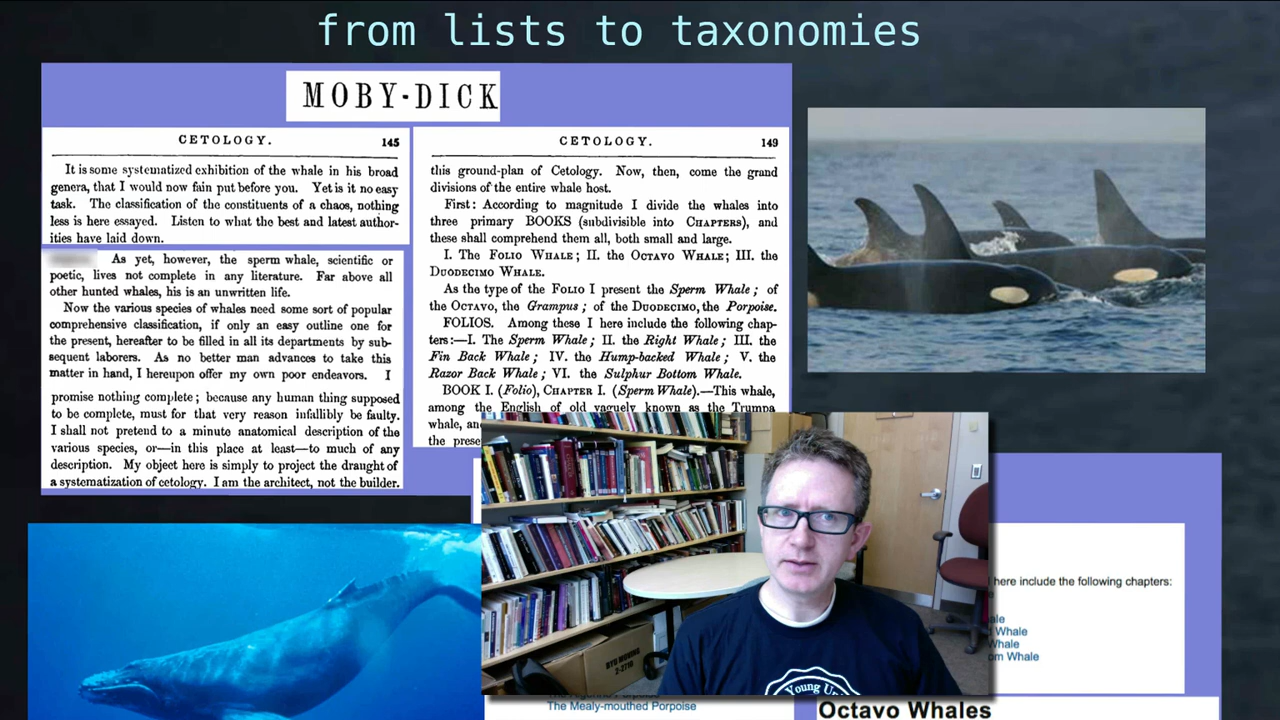 from lists to taxonomies
MOBY-DICK
CETOLOGY. 145
It is some systematized exhibition of the whale in his broad
genera, that I would now fain put before you. Yet is it no easy
task. The classification of the constituents of a chaos, nothing
less is here essayed. Listen to what the best and latest author-
ities have laid down.
As yet, however, the sperm whale, scientific or
poetic, lives not complete in any literature. Far above all
other hunted whales, his is an unwritten life.
Now the various species of whales need some sort of popular
comprehensive classification, if only an easy outline one for
the present, hereafter to be filled in all its departments by sub-
sequent laborers. As no better man advances to take this
matter in hand, I hereupon offer my own poor endeavors. I
promise nothing complete; because any human thing supposed
to be complete, must for that very reason infallibly be faulty.
I shall not pretend to a minute anatomical description of the
various species, or—in this place at least—to much of any
description. My object here is simply to project the draught of
a systematization of cetology. I am the architect, not the builder.
CETOLOGY. 149
this ground-plan of Cetology. Now, then, come the grand
divisions of the entire whale host.
First: According to magnitude I divide the whales into
three primary BOOKS (subdivisible into CHAPTERS), and
these shall comprehend them all, both small and large.
I. THE FOLIO WHALE; II. the OCTAVO WHALE; III. the
DUODECIMO WHALE.
As the type of the FOLIO I present the Sperm Whale; of
the OCTAVO, the Grampus; of the DUODECIMO, the Porpoise.
FOLIOS. Among these I here include the following chap-
ters:—I. The Sperm Whale; II. the Right Whale; III. the
Fin Back Whale; IV. the Hump-backed Whale; V. the
Razor Back Whale; VI. the Sulphur Bottom Whale.
BOOK I. (Folio), CHAPTER I. (Sperm Whale).—This whale,
among the English of old vaguely known as the Trumpa
whale, an
the prese
BYU MOVING
2-2710
here include the following chapters:
ale
Whale
Whale
om Whale
Young Un
The Mealy-mouthed Porpoise
Octavo Whales